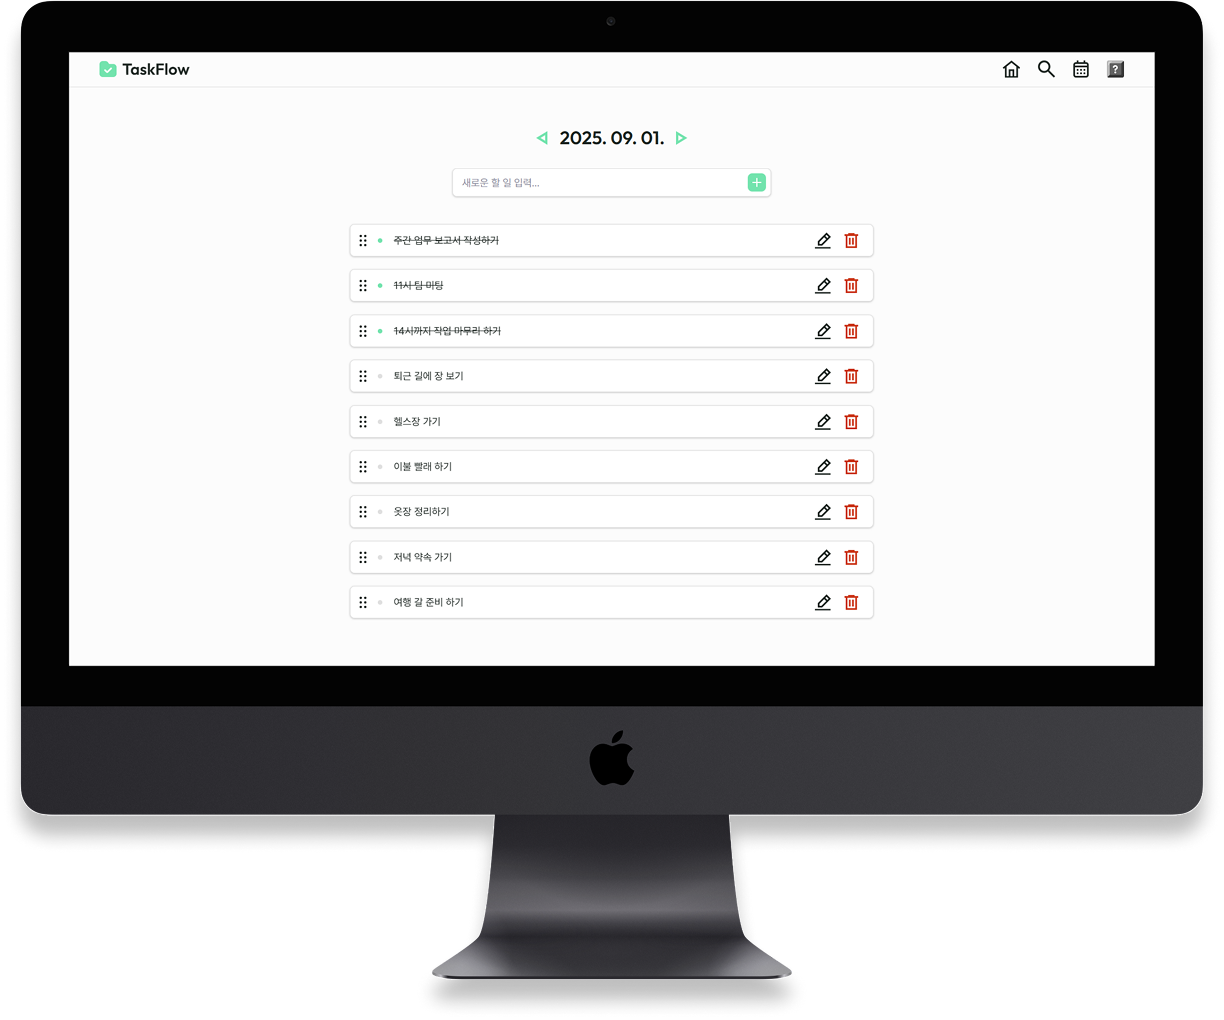 TaskFlow
?
2025. 09. 01.
새로운 할 일 입력...
주간 업무 보고서 작성하기
11시 팀 미팅
14시까지 작업 마무리 하기
퇴근 길에 장 보기
헬스장 가기
이불 빨래 하기
옷장 정리하기
저녁 약속 가기
여행 갈 준비 하기